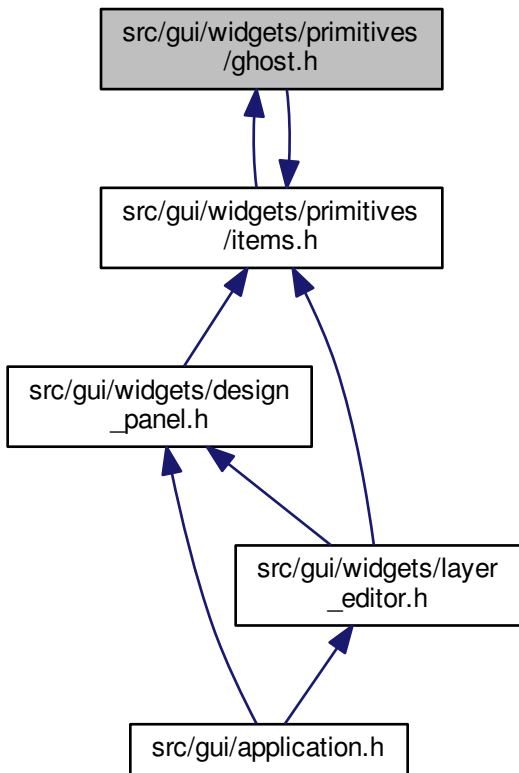 src/gui/widgets/primitives
/ghost.h
src/gui/widgets/primitives
/items.h
src/gui/widgets/design
_panel.h
src/gui/widgets/layer
_editor.h
src/gui/application.h